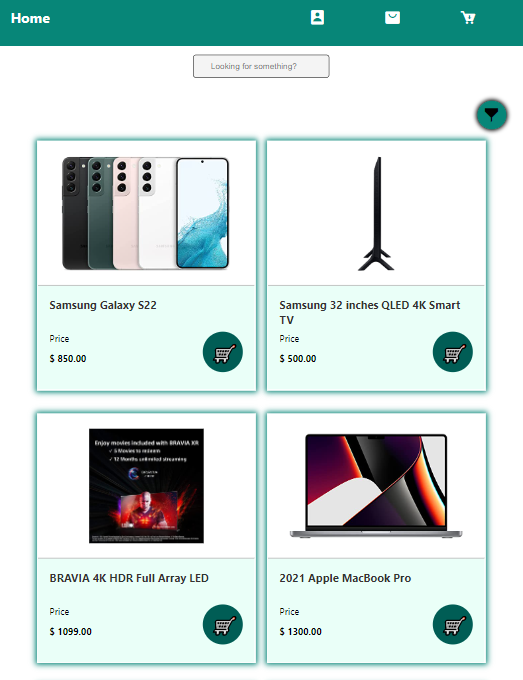 Home
Looking for something?
Samsung Galaxy S22
Price
$ 850.00
Samsung 32 inches QLED 4K Smart
TV
Price
$ 500.00
Enjoy movies included with BRAVIA XR
✓ 5 Movies to redeem
✓ 12 Months unlimited streaming
BRAVIA 4K HDR Full Array LED
Price
$ 1099.00
2021 Apple MacBook Pro
Price
$ 1300.00